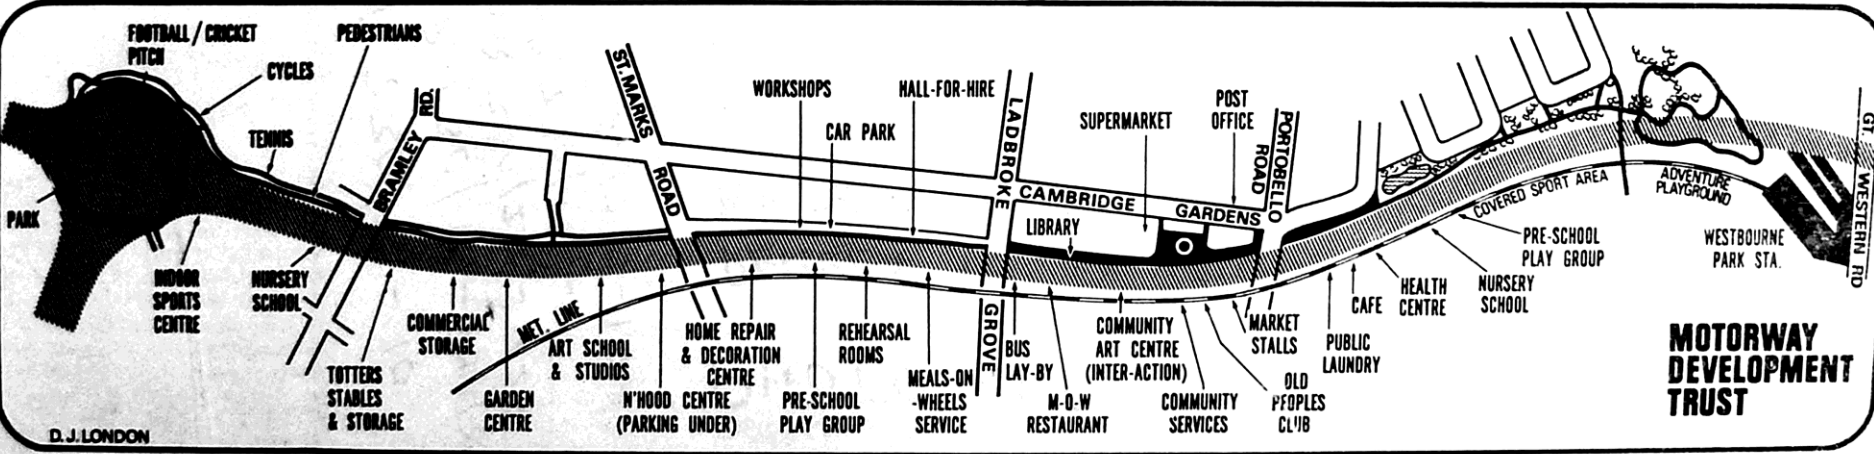 FOOTBALL / CRICKET
PITCH
PEDESTRIANS
CYCLES
TENNIS
PARK
INDOOR
SPORTS
CENTRE
NURSERY
SCHOOL
BRAMLEY
RD.
TOTTERS
STABLES
& STORAGE
COMMERCIAL
STORAGE
GARDEN
CENTRE
MET. LINE
ART SCHOOL
& STUDIOS
ST. MARKS
ROAD
N'HOOD CENTRE
(PARKING UNDER)
HOME REPAIR
& DECORATION
CENTRE
WORKSHOPS
CAR PARK
HALL-FOR-HIRE
PRE-SCHOOL
PLAY GROUP
REHEARSAL
ROOMS
MEALS-ON
-WHEELS
SERVICE
LADBROKE
GROVE
CAMBRIDGE
GARDENS
LIBRARY
SUPERMARKET
POST
OFFICE
PORTOBELLO
ROAD
BUS
LAY-BY
M-O-W
RESTAURANT
COMMUNITY
ART CENTRE
(INTER-ACTION)
COMMUNITY
SERVICES
OLD
PEOPLES
CLUB
MARKET
STALLS
PUBLIC
LAUNDRY
CAFE
HEALTH
CENTRE
NURSERY
SCHOOL
PRE-SCHOOL
PLAY GROUP
COVERED SPORT AREA
ADVENTURE
PLAYGROUND
WESTBOURNE
PARK STA.
GT. WESTERN RD
MOTORWAY
DEVELOPMENT
TRUST
D.J. LONDON